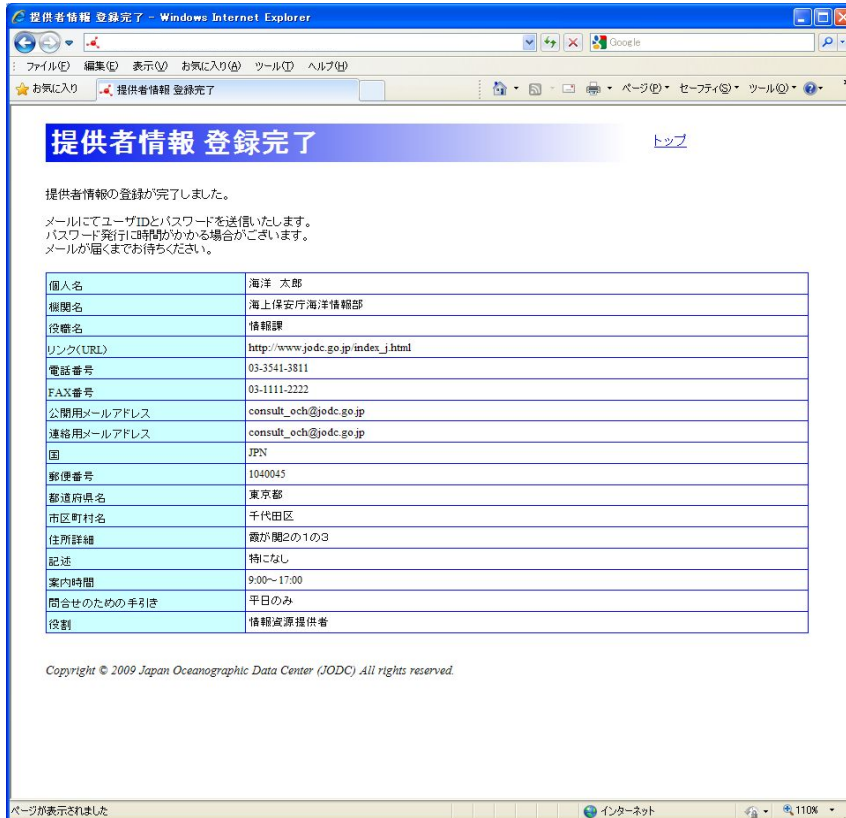 提供者情報 登録完了 - Windows Internet Explorer
Google
ファイル(F) 編集(E) 表示(V) お気に入り(A) ツール(T) ヘルプ(H)
お気に入り 提供者情報 登録完了 ページ(P) セーフティ(S) ツール(O)
提供者情報 登録完了 トップ
提供者情報の登録が完了しました。
メールにてユーザIDとパスワードを送信いたします。
パスワード発行に時間がかかる場合がございます。
メールが届くまでお待ちください。
個人名 海洋 太郎
機関名 海上保安庁海洋情報部
役職名 情報課
リンク(URL) http://www.jodc.go.jp/index_j.html
電話番号 03-3541-3811
FAX番号 03-1111-2222
公開用メールアドレス consult_och@jodc.go.jp
連絡用メールアドレス consult_och@jodc.go.jp
国 JPN
郵便番号 1040045
都道府県名 東京都
市区町村名 千代田区
住所詳細 霞が関2の1の3
記述 特になし
案内時間 9:00～17:00
問合せのための手引き 平日のみ
役割 情報資源提供者
Copyright © 2009 Japan Oceanographic Data Center (JODC) All rights reserved.
ページが表示されました インターネット 110%